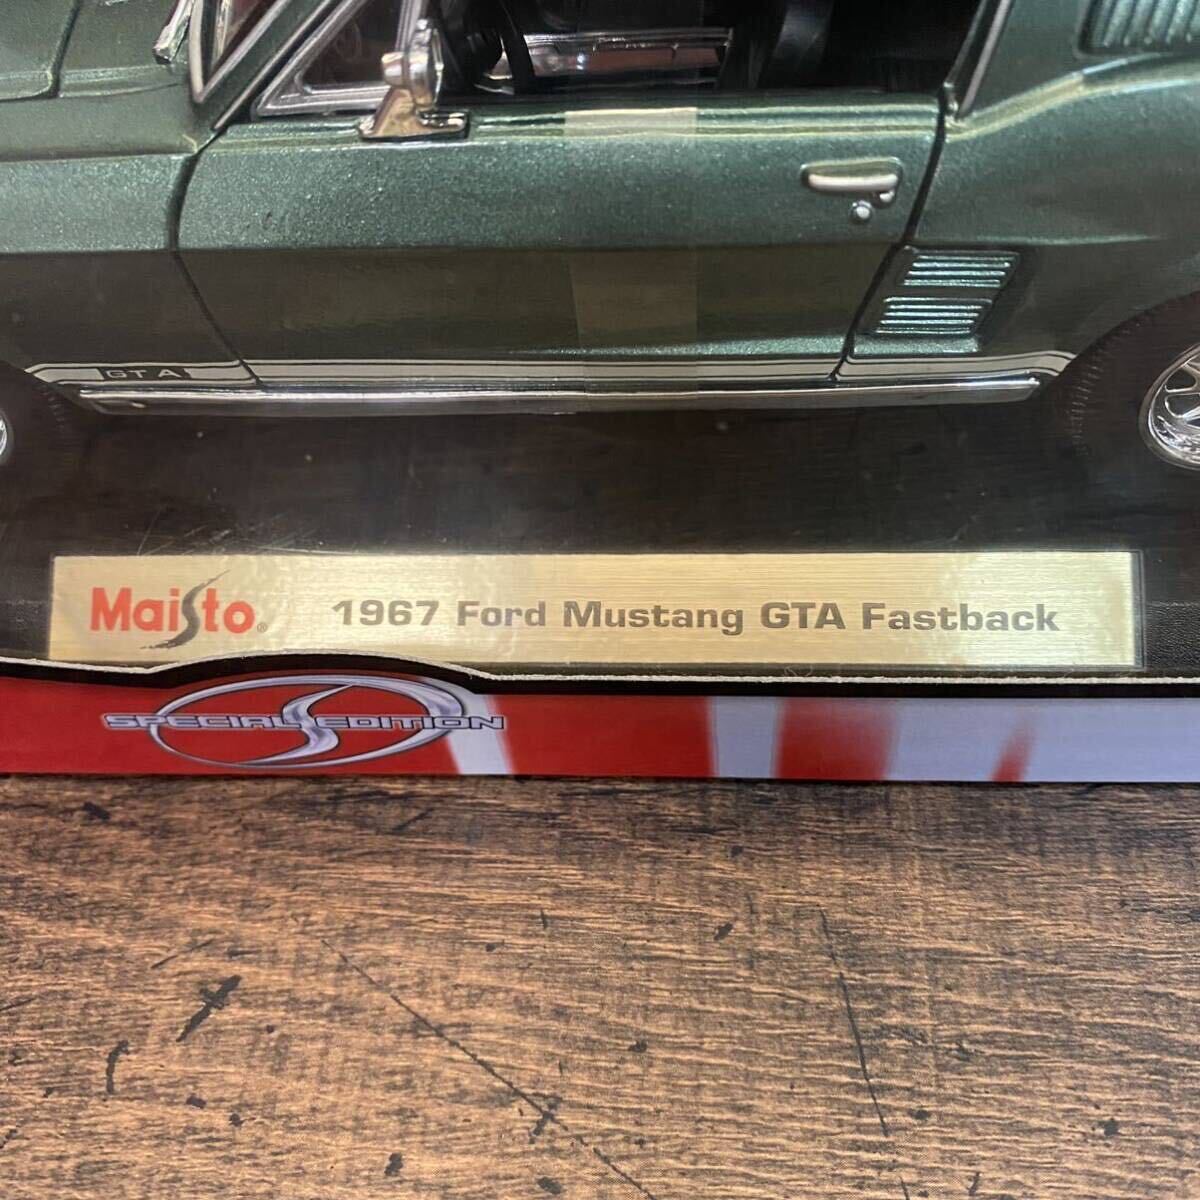 GTA
Maisto® 1967 Ford Mustang GTA Fastback
SPECIAL EDITION